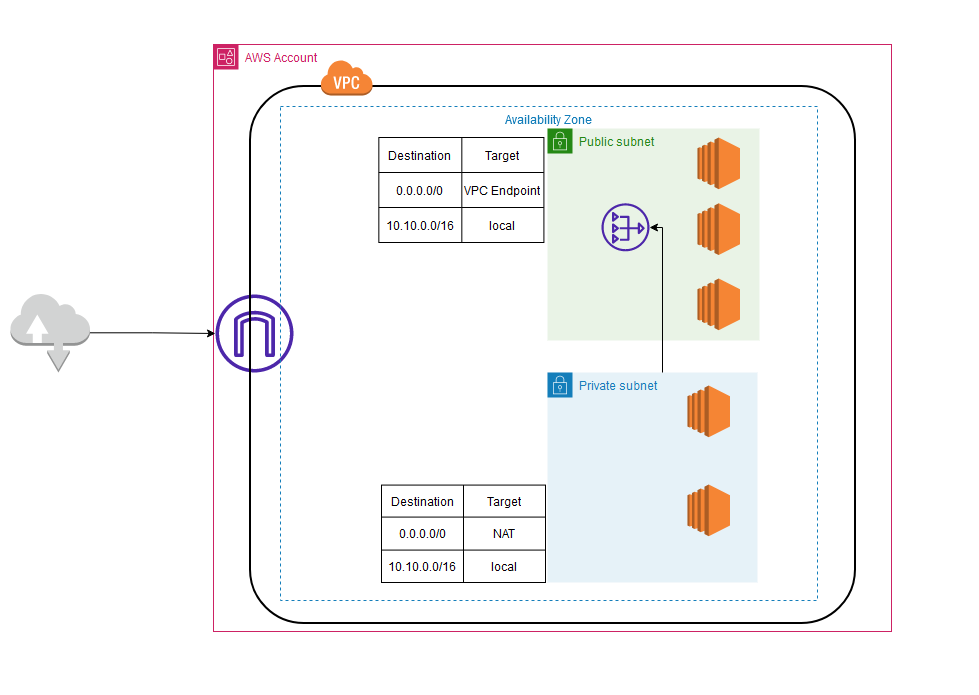 AWS Account
VPC
Availability Zone
Destination Target
0.0.0.0/0 VPC Endpoint
10.10.0.0/16 local
Public subnet
Private subnet
Destination Target
0.0.0.0/0 NAT
10.10.0.0/16 local